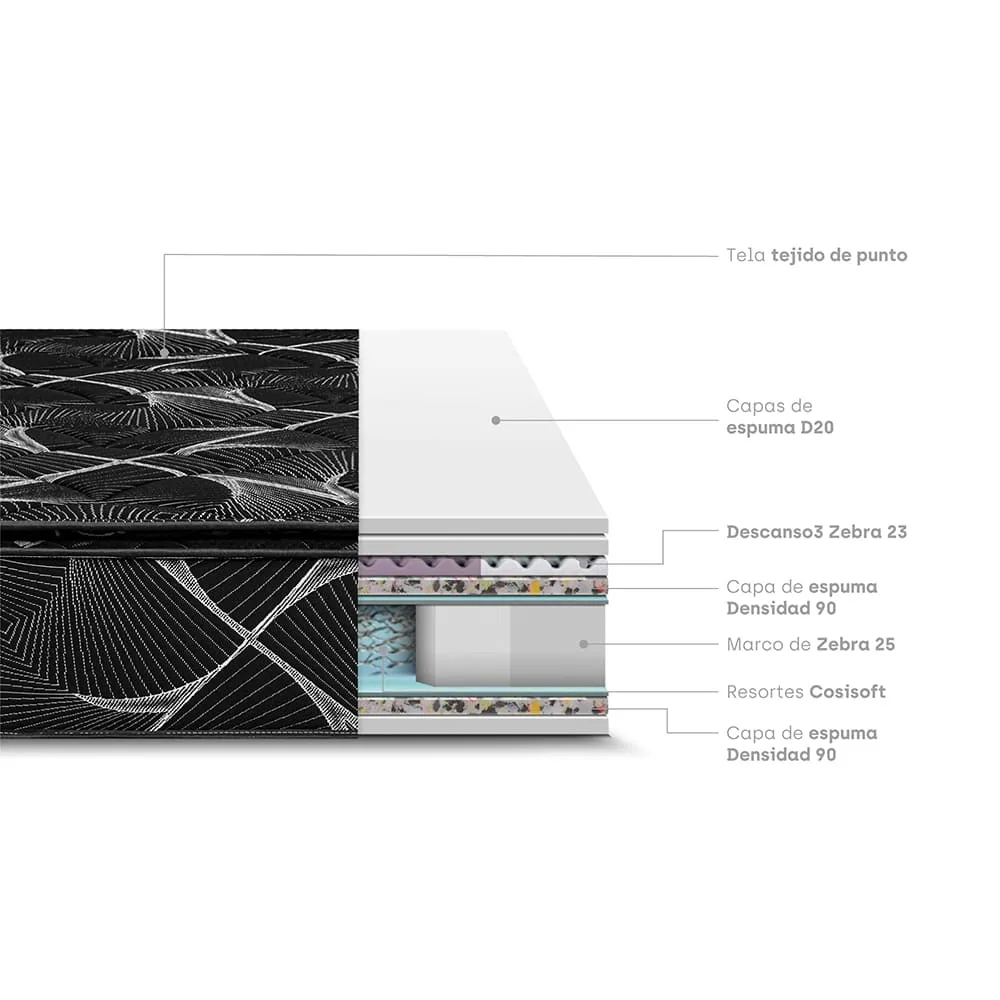 Tela tejido de punto
Capas de
espuma D20
Descanso3 Zebra 23
Capa de espuma
Densidad 90
Marco de Zebra 25
Resortes Cosisoft
Capa de espuma
Densidad 90